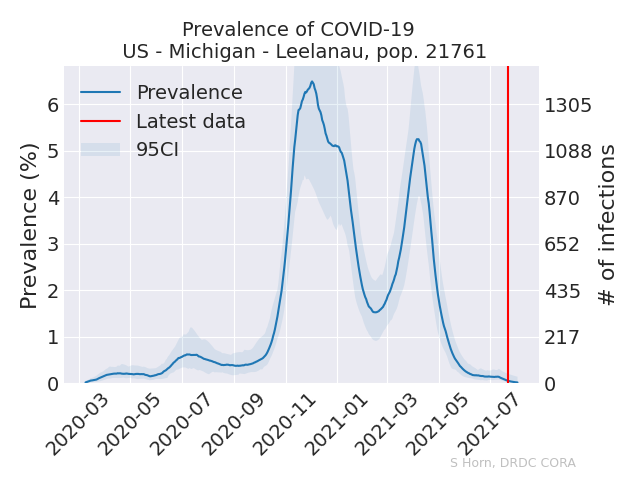 Prevalence of COVID-19
US - Michigan - Leelanau, pop. 21761
Prevalence
Latest data
95CI
Prevalence (%)
6
5
4
3
2
1
0
1305
1088
870
652
435
217
0
# of infections
2020-03
2020-05
2020-07
2020-09
2020-11
2021-01
2021-03
2021-05
2021-07
S Horn, DRDC CORA